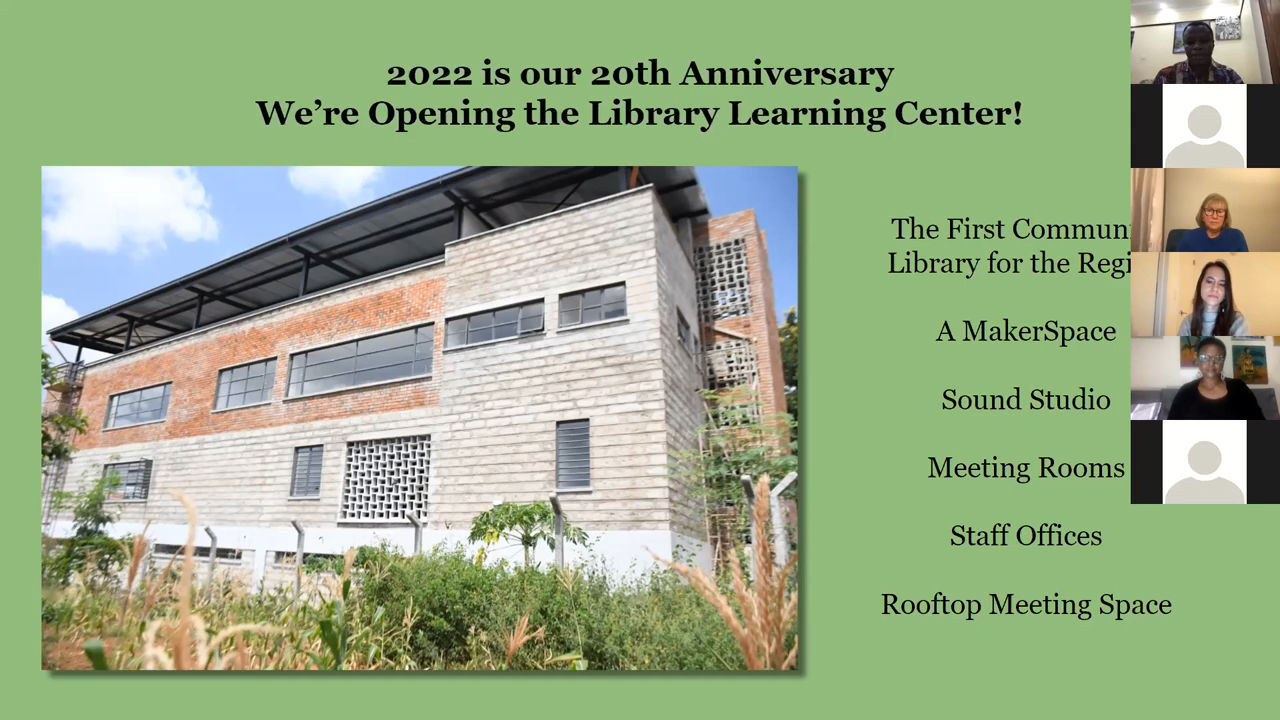 2022 is our 20th Anniversary
We’re Opening the Library Learning Center!
The First
Library for the
A MakerSpace
Sound Studio
Meeting Rooms
Staff Offices
Rooftop Meeting Space